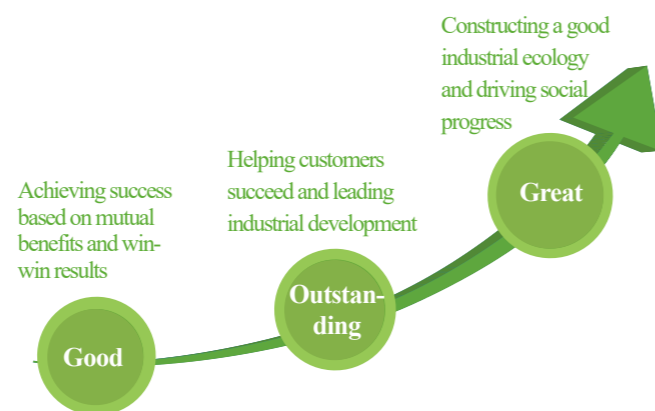 Constructing a good
industrial ecology
and driving social
progress
Great
Helping customers
succeed and leading
industrial development
Outstan-
ding
Achieving success
based on mutual
benefits and win-
win results
Good